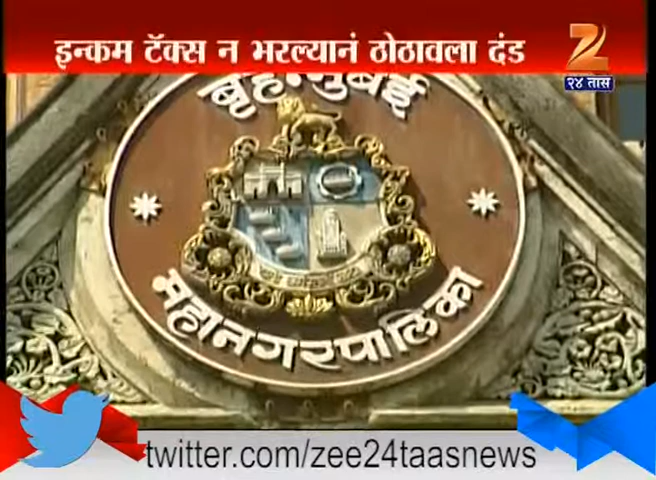 इन्कम टॅक्स न भरल्यानं ठोठावला दंड
२४ तास
बृहन्मुंबई
महानगरपालिका
twitter.com/zee24taasnews